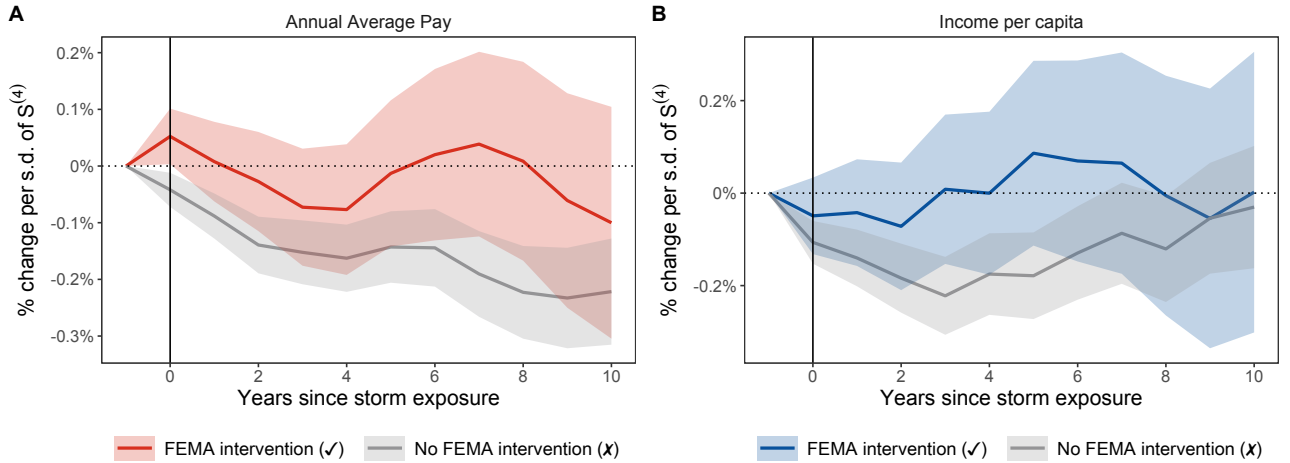 A
Annual Average Pay
% change per s.d. of S⁽⁴⁾
0.2%
0.1%
0%
-0.1%
-0.2%
-0.3%
0 2 4 6 8 10
Years since storm exposure
FEMA intervention (✓) No FEMA intervention (✗)
B
Income per capita
% change per s.d. of S⁽⁴⁾
0.2%
0%
-0.2%
0 2 4 6 8 10
Years since storm exposure
FEMA intervention (✓) No FEMA intervention (✗)